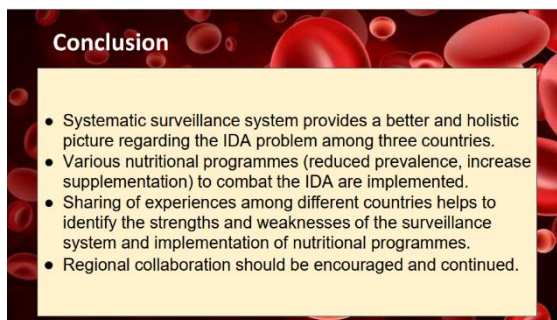 Conclusion
● Systematic surveillance system provides a better and holistic
picture regarding the IDA problem among three countries.
● Various nutritional programmes (reduced prevalence, increase
supplementation) to combat the IDA are implemented.
● Sharing of experiences among different countries helps to
identify the strengths and weaknesses of the surveillance
system and implementation of nutritional programmes.
● Regional collaboration should be encouraged and continued.